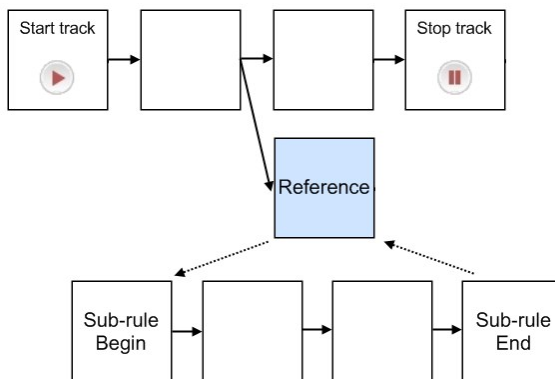 Start track
Stop track
Reference
Sub-rule
Begin
Sub-rule
End